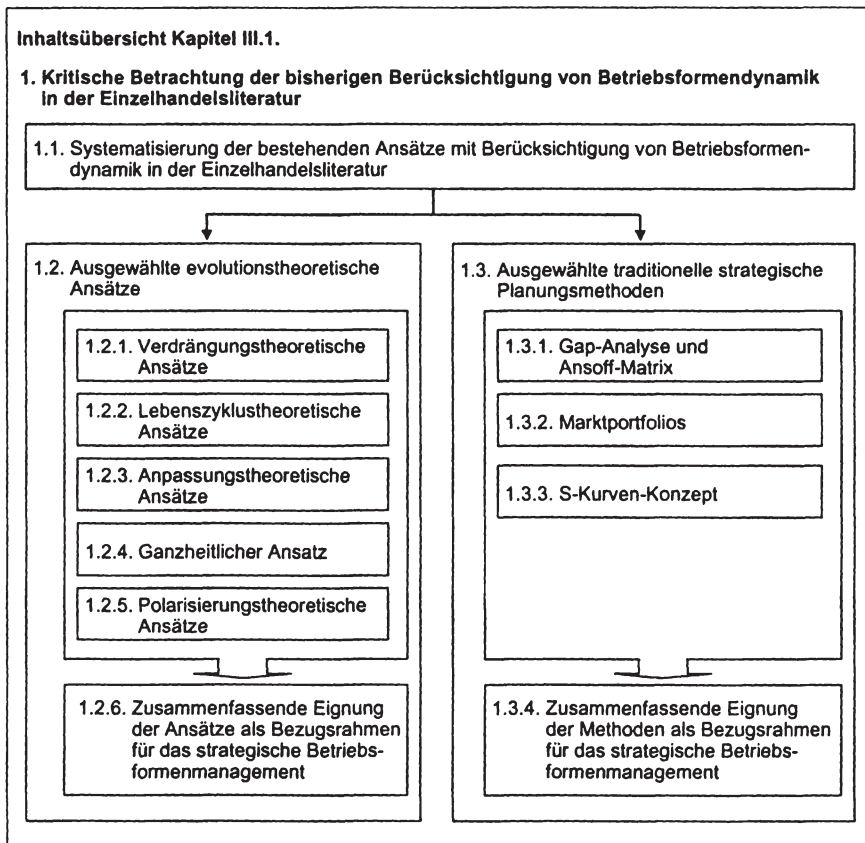 Inhaltsübersicht Kapitel III.1.
1. Kritische Betrachtung der bisherigen Berücksichtigung von Betriebsformendynamik
in der Einzelhandelsliteratur
1.1. Systematisierung der bestehenden Ansätze mit Berücksichtigung von Betriebsformen-
dynamik in der Einzelhandelsliteratur
1.2. Ausgewählte evolutionstheoretische
Ansätze
1.2.1. Verdrängungstheoretische
Ansätze
1.2.2. Lebenszyklustheoretische
Ansätze
1.2.3. Anpassungstheoretische
Ansätze
1.2.4. Ganzheitlicher Ansatz
1.2.5. Polarisierungstheoretische
Ansätze
1.2.6. Zusammenfassende Eignung
der Ansätze als Bezugsrahmen
für das strategische Betriebs-
formenmanagement
1.3. Ausgewählte traditionelle strategische
Planungsmethoden
1.3.1. Gap-Analyse und
Ansoff-Matrix
1.3.2. Marktportfolios
1.3.3. S-Kurven-Konzept
1.3.4. Zusammenfassende Eignung
der Methoden als Bezugsrahmen
für das strategische Betriebs-
formenmanagement